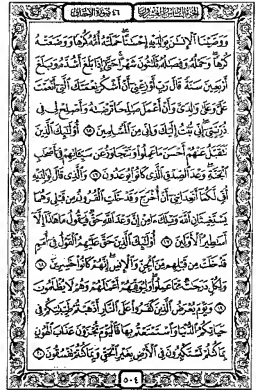 الجزء السادس والعشرون ٤٦ سورة الأحقاف
ووصينا الإنسان بوالديه إحسانا حملته أمه كرها ووضعته
كرها وحمله وفصاله ثلاثون شهرا حتى إذا بلغ أشده وبلغ
أربعين سنة قال رب أوزعني أن أشكر نعمتك التي أنعمت
علي وعلى والدي وأن أعمل صالحا ترضاه وأصلح لي في
ذريتي إني تبت إليك وإني من المسلمين ١٥ أولئك الذين
نتقبل عنهم أحسن ما عملوا ونتجاوز عن سيئاتهم في أصحاب
الجنة وعد الصدق الذي كانوا يوعدون ١٦ والذي قال لوالديه
أف لكما أتعدانني أن أخرج وقد خلت القرون من قبلي وهما
يستغيثان الله ويلك آمن إن وعد الله حق فيقول ما هذا إلا
أساطير الأولين ١٧ أولئك الذين حق عليهم القول في أمم
قد خلت من قبلهم من الجن والإنس إنهم كانوا خاسرين ١٨
ولكل درجات مما عملوا وليوفيهم أعمالهم وهم لا يظلمون
١٩ ويوم يعرض الذين كفروا على النار أذهبتم طيباتكم في
حياتكم الدنيا واستمتعتم بها فاليوم تجزون عذاب الهون
بما كنتم تستكبرون في الأرض بغير الحق وبما كنتم تفسقون ٢٠
٥٠٤